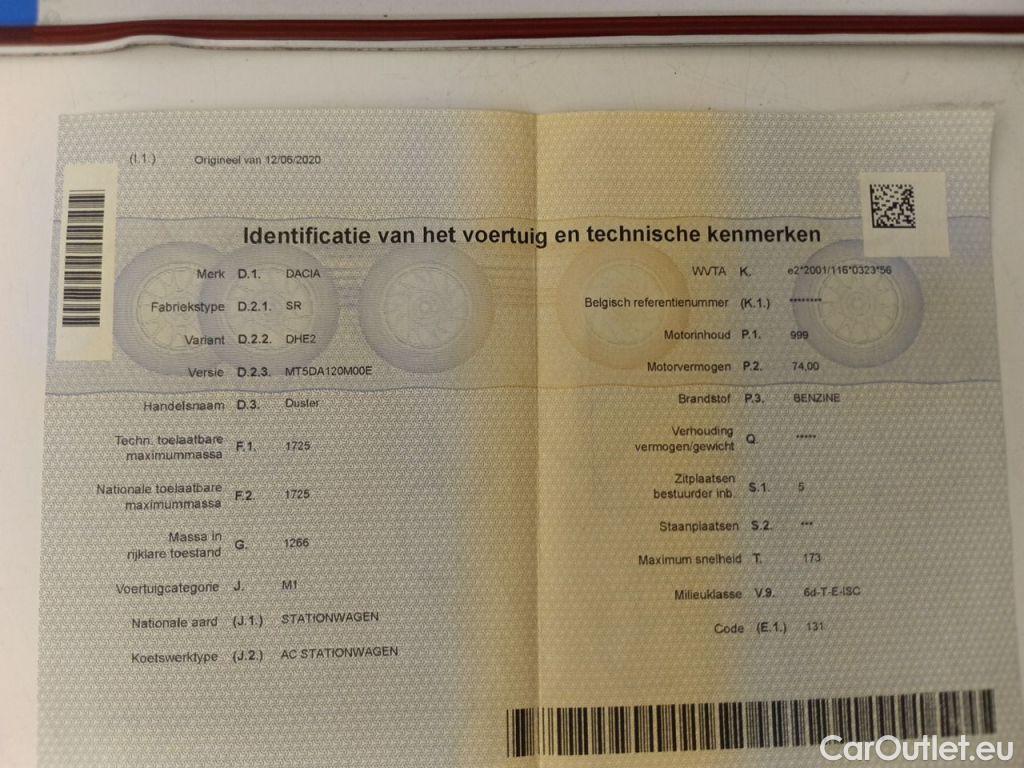 (I.1.) Origineel van 12/06/2020
Identificatie van het voertuig en technische kenmerken
Merk D.1. DACIA
Fabriekstype D.2.1. SR
Variant D.2.2. DHE2
Versie D.2.3. MT5DA120M00E
Handelsnaam D.3. Duster
Techn. toelaatbare
maximummassa F.1 1725
Nationale toelaatbare
maximummassa F.2. 1725
Massa in
rijklare toestand G. 1266
Voertuigcategorie J. M1
Nationale aard (J.1.) STATIONWAGEN
Koetswerktype (J.2.) AC STATIONWAGEN
WVTA K. e2*2001/116*0323*56
Belgisch referentienummer (K.1.) ********
Motorinhoud P.1. 999
Motorvermogen P.2. 74,00
Brandstof P.3. BENZINE
Verhouding
vermogen/gewicht Q. *****
Zitplaatsen
bestuurder inb. S.1. 5
Staanplaatsen S.2. ***
Maximum snelheid T. 173
Milieuklasse V.9. 6d-T-E-ISC
Code (E.1.) 131
CarOutlet.eu